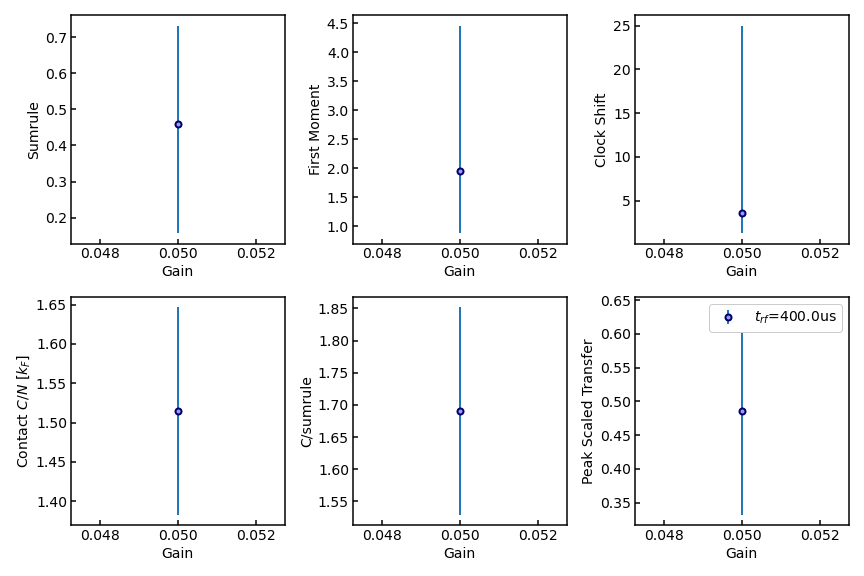 Sumrule
0.7
0.6
0.5
0.4
0.3
0.2
0.048 0.050 0.052
Gain
First Moment
4.5
4.0
3.5
3.0
2.5
2.0
1.5
1.0
0.048 0.050 0.052
Gain
Clock Shift
25
20
15
10
5
0.048 0.050 0.052
Gain
Contact C/N [k_F]
1.65
1.60
1.55
1.50
1.45
1.40
0.048 0.050 0.052
Gain
C/sumrule
1.85
1.80
1.75
1.70
1.65
1.60
1.55
0.048 0.050 0.052
Gain
Peak Scaled Transfer
0.65
0.60
0.55
0.50
0.45
0.40
0.35
t_rf=400.0us
0.048 0.050 0.052
Gain